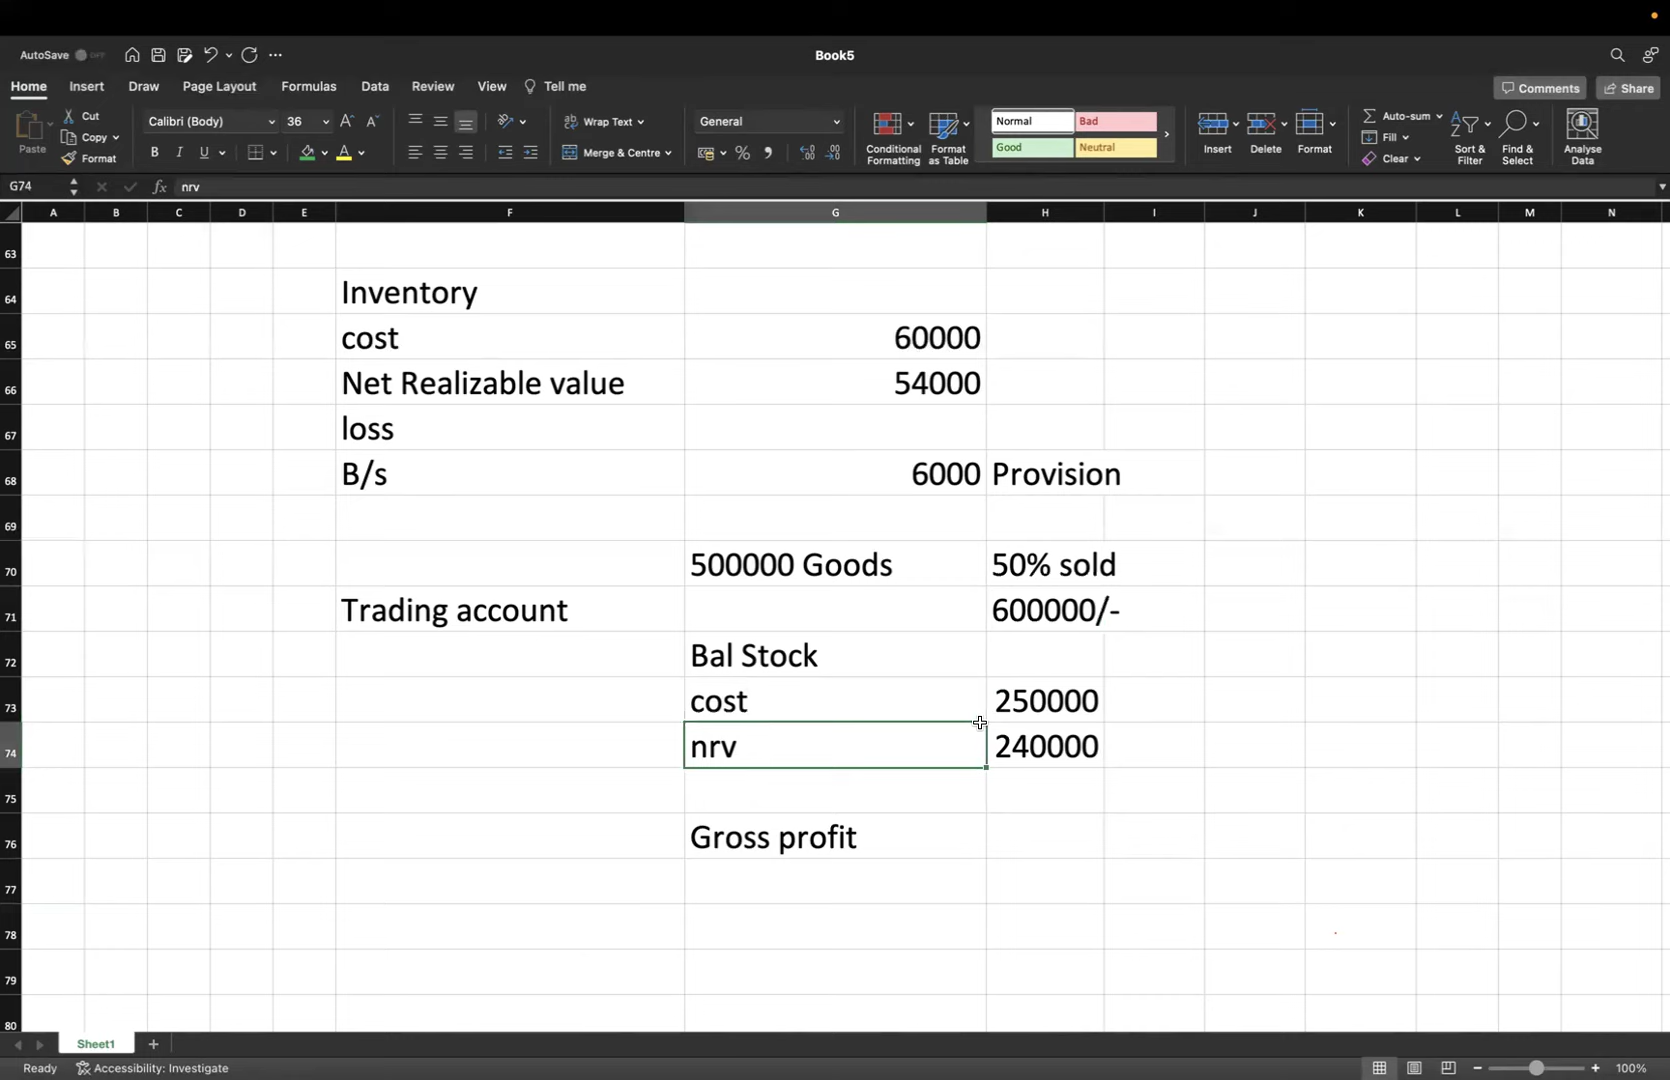 AutoSave OFF
Book5
Home Insert Draw Page Layout Formulas Data Review View Tell me
Comments Share
Paste
Cut
Copy
Format
Calibri (Body) 36
B I U
Wrap Text
Merge & Centre
General
Conditional Formatting
Format as Table
Normal Bad
Good Neutral
Insert Delete Format
Auto-sum
Fill
Clear
Sort & Filter
Find & Select
Analyse Data
G74 fx nrv
A B C D E F G H I J K L M N
63
64 Inventory
65 cost 60000
66 Net Realizable value 54000
67 loss
68 B/s 6000 Provision
69
70 500000 Goods 50% sold
71 Trading account 600000/-
72 Bal Stock
73 cost 250000
74 nrv 240000
75
76 Gross profit
77
78
79
80
Sheet1
Ready Accessibility: Investigate 100%